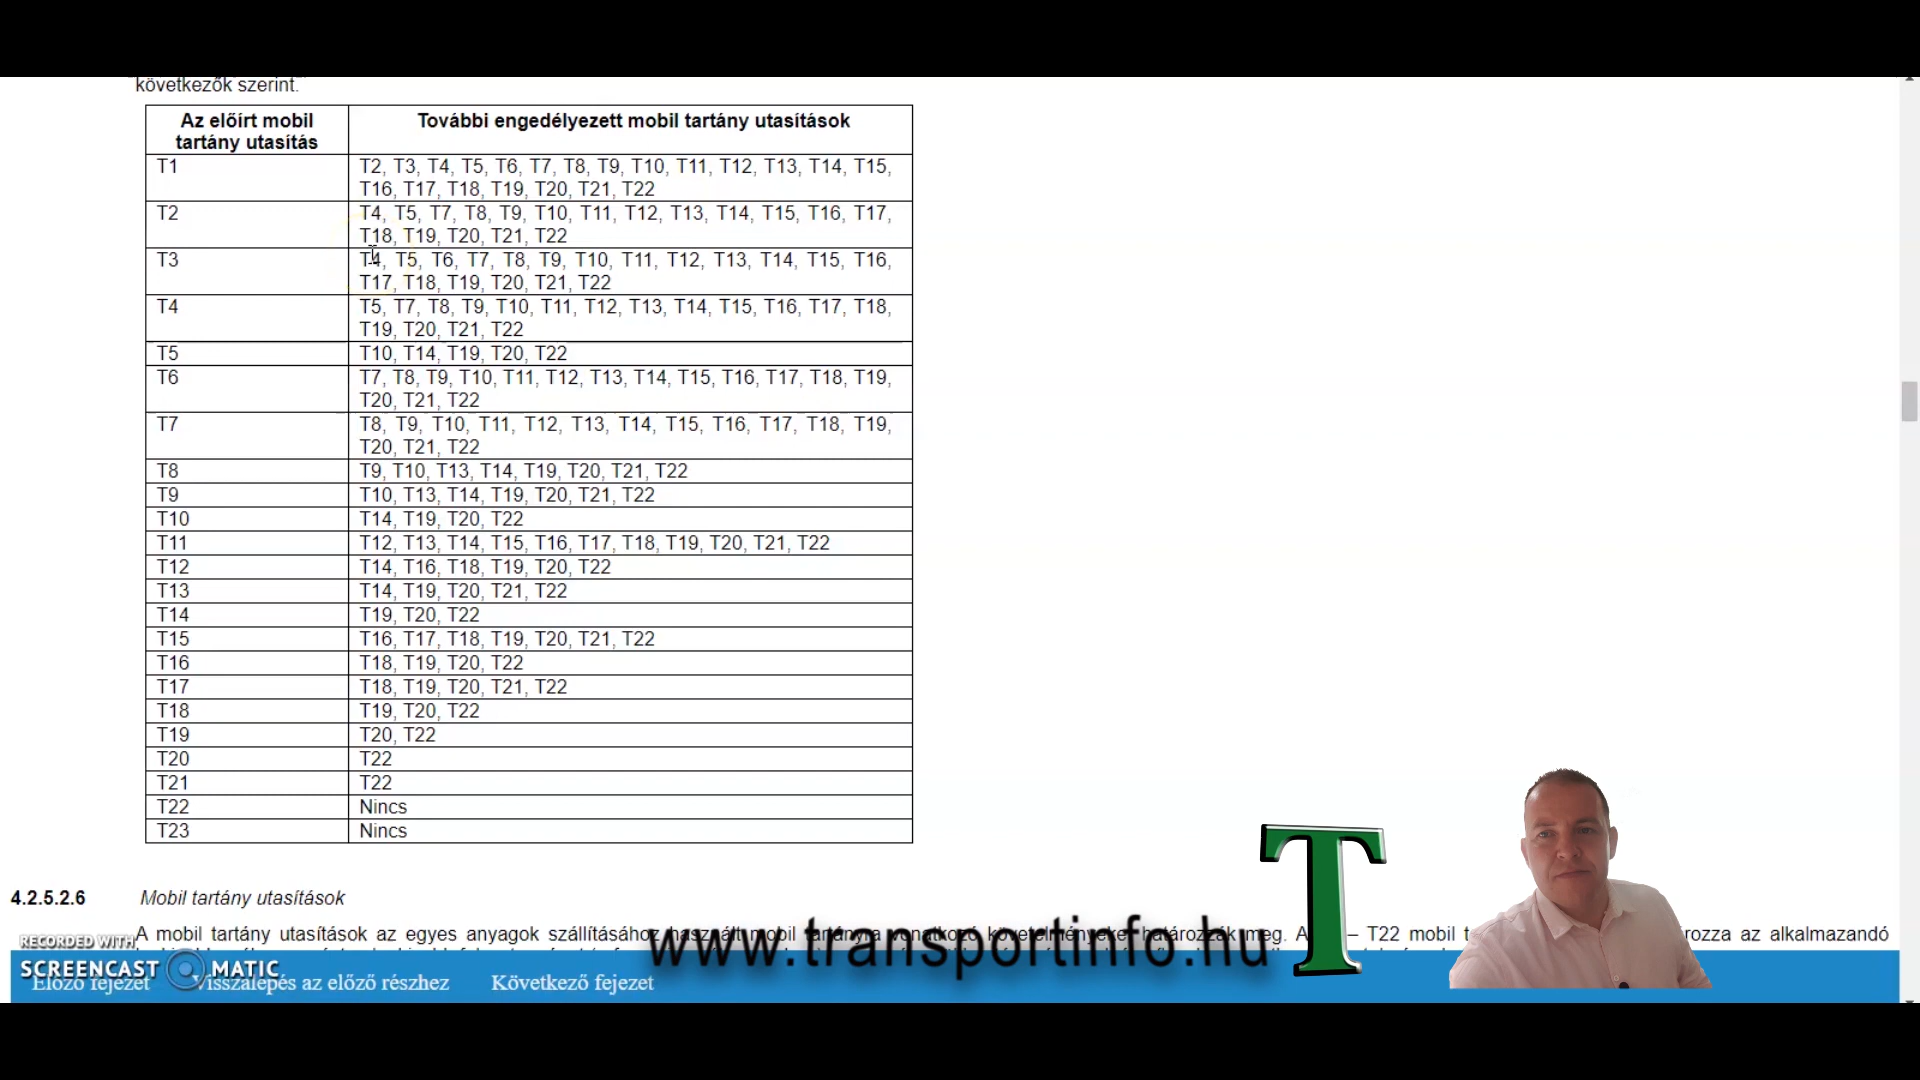 következők szerint.
Az előírt mobil
tartány utasítás
További engedélyezett mobil tartány utasítások
T1
T2, T3, T4, T5, T6, T7, T8, T9, T10, T11, T12, T13, T14, T15,
T16, T17, T18, T19, T20, T21, T22
T2
T4, T5, T7, T8, T9, T10, T11, T12, T13, T14, T15, T16, T17,
T18, T19, T20, T21, T22
T3
T4, T5, T6, T7, T8, T9, T10, T11, T12, T13, T14, T15, T16,
T17, T18, T19, T20, T21, T22
T4
T5, T7, T8, T9, T10, T11, T12, T13, T14, T15, T16, T17, T18,
T19, T20, T21, T22
T5
T10, T14, T19, T20, T22
T6
T7, T8, T9, T10, T11, T12, T13, T14, T15, T16, T17, T18, T19,
T20, T21, T22
T7
T8, T9, T10, T11, T12, T13, T14, T15, T16, T17, T18, T19,
T20, T21, T22
T8
T9, T10, T13, T14, T19, T20, T21, T22
T9
T10, T13, T14, T19, T20, T21, T22
T10
T14, T19, T20, T22
T11
T12, T13, T14, T15, T16, T17, T18, T19, T20, T21, T22
T12
T14, T16, T18, T19, T20, T22
T13
T14, T19, T20, T21, T22
T14
T19, T20, T22
T15
T16, T17, T18, T19, T20, T21, T22
T16
T18, T19, T20, T22
T17
T18, T19, T20, T21, T22
T18
T19, T20, T22
T19
T20, T22
T20
T22
T21
T22
T22
Nincs
T23
Nincs
4.2.5.2.6 Mobil tartány utasítások
A mobil tartány utasítások az egyes anyagok szállításához használt mobil tartányra vonatkozó követelményeket határozzák meg. A – T22 mobil az alkalmazandó
www.transportinfo.hu
T
RECORDED WITH
SCREENCAST MATIC
Előző fejezet Visszalépés az előző részhez Következő fejezet